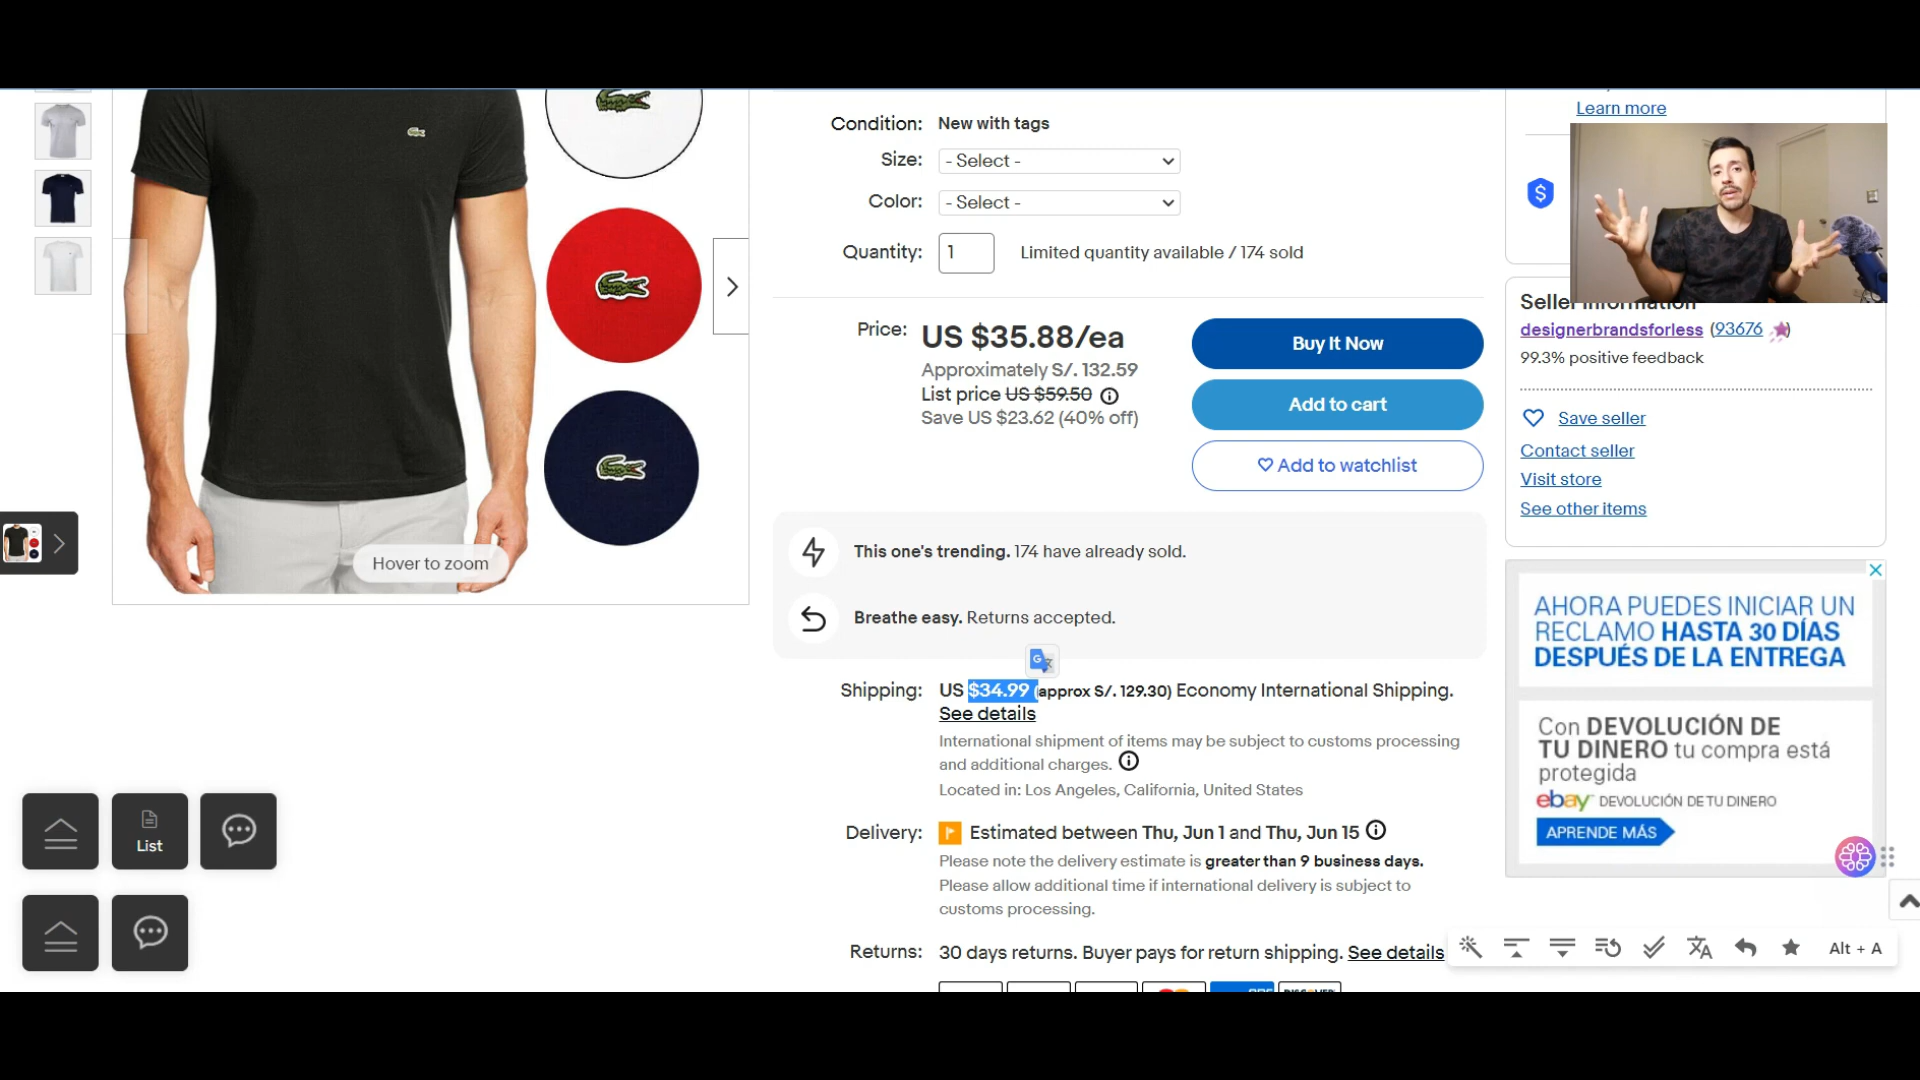 Learn more
Condition: New with tags
Size: - Select -
Color: - Select -
Quantity: 1 Limited quantity available / 174 sold
Price: US $35.88/ea
Approximately S/. 132.59
List price US $59.50
Save US $23.62 (40% off)
Buy It Now
Add to cart
Add to watchlist
Hover to zoom
This one's trending. 174 have already sold.
Breathe easy. Returns accepted.
Shipping: US $34.99 (approx S/. 129.30) Economy International Shipping.
See details
International shipment of items may be subject to customs processing
and additional charges.
Located in: Los Angeles, California, United States
Delivery: Estimated between Thu, Jun 1 and Thu, Jun 15
Please note the delivery estimate is greater than 9 business days.
Please allow additional time if international delivery is subject to
customs processing.
Returns: 30 days returns. Buyer pays for return shipping. See details
Seller information
designerbrandsforless (93676)
99.3% positive feedback
Save seller
Contact seller
Visit store
See other items
AHORA PUEDES INICIAR UN
RECLAMO HASTA 30 DÍAS
DESPUÉS DE LA ENTREGA
Con DEVOLUCIÓN DE
TU DINERO tu compra está
protegida
ebay DEVOLUCIÓN DE TU DINERO
APRENDE MÁS
List
Alt + A